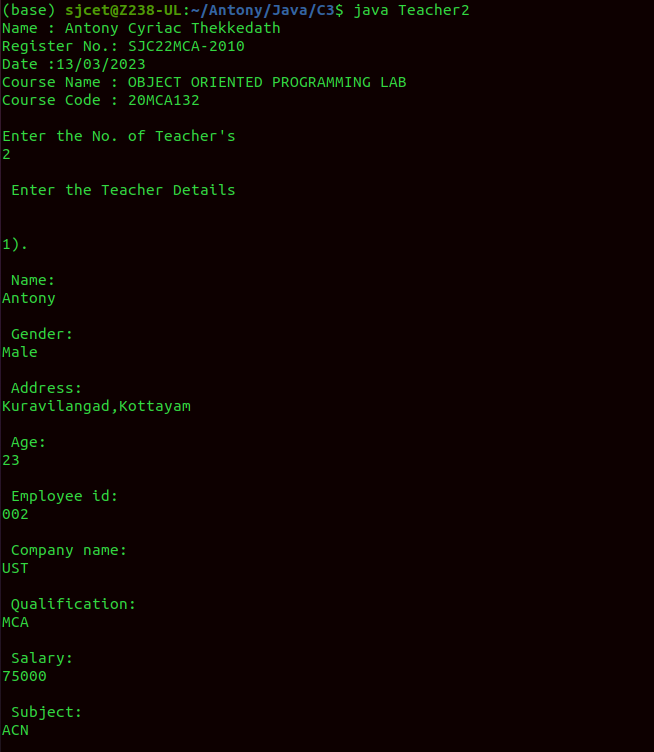 (base) sjcet@Z238-UL:~/Antony/Java/C3$ java Teacher2
Name : Antony Cyriac Thekkedath
Register No.: SJC22MCA-2010
Date :13/03/2023
Course Name : OBJECT ORIENTED PROGRAMMING LAB
Course Code : 20MCA132
Enter the No. of Teacher's
2
Enter the Teacher Details
1).
Name:
Antony
Gender:
Male
Address:
Kuravilangad,Kottayam
Age:
23
Employee id:
002
Company name:
UST
Qualification:
MCA
Salary:
75000
Subject:
ACN